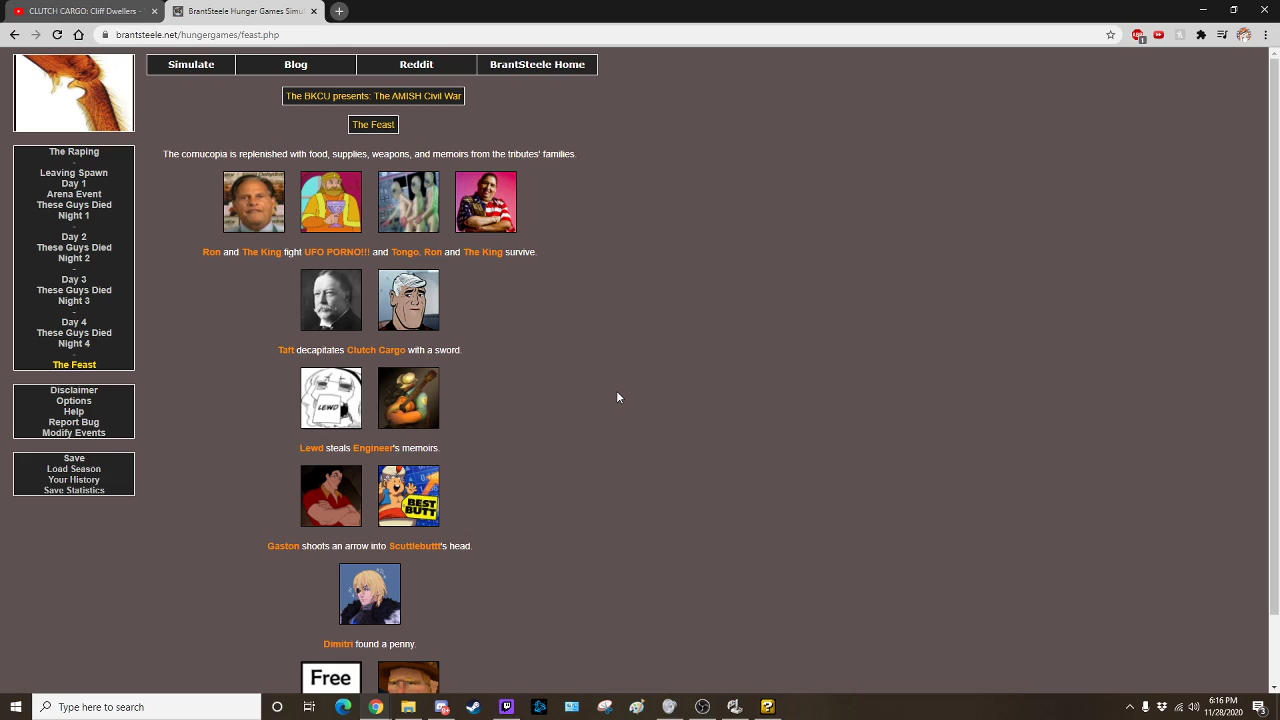 CLUTCH CARGO: Cliff Dwellers -
BrantSteele Hunger Games Simul
brantsteele.net/hungergames/feast.php
1
Simulate Blog Reddit BrantSteele Home
The BKCU presents: The AMISH Civil War
The Feast
The cornucopia is replenished with food, supplies, weapons, and memoirs from the tributes' families.
Ron and The King fight UFO PORNO!!! and Tongo. Ron and The King survive.
Taft decapitates Clutch Cargo with a sword.
LEWD
Lewd steals Engineer's memoirs.
BEST
BUTT
Gaston shoots an arrow into Scuttlebuttt's head.
Dimitri found a penny.
Free
The Raping
-
Leaving Spawn
Day 1
Arena Event
These Guys Died
Night 1
-
Day 2
These Guys Died
Night 2
-
Day 3
These Guys Died
Night 3
-
Day 4
These Guys Died
Night 4
-
The Feast
Disclaimer
Options
Help
Report Bug
Modify Events
Save
Load Season
Your History
Save Statistics
Type here to search
6:16 PM
11/28/2020